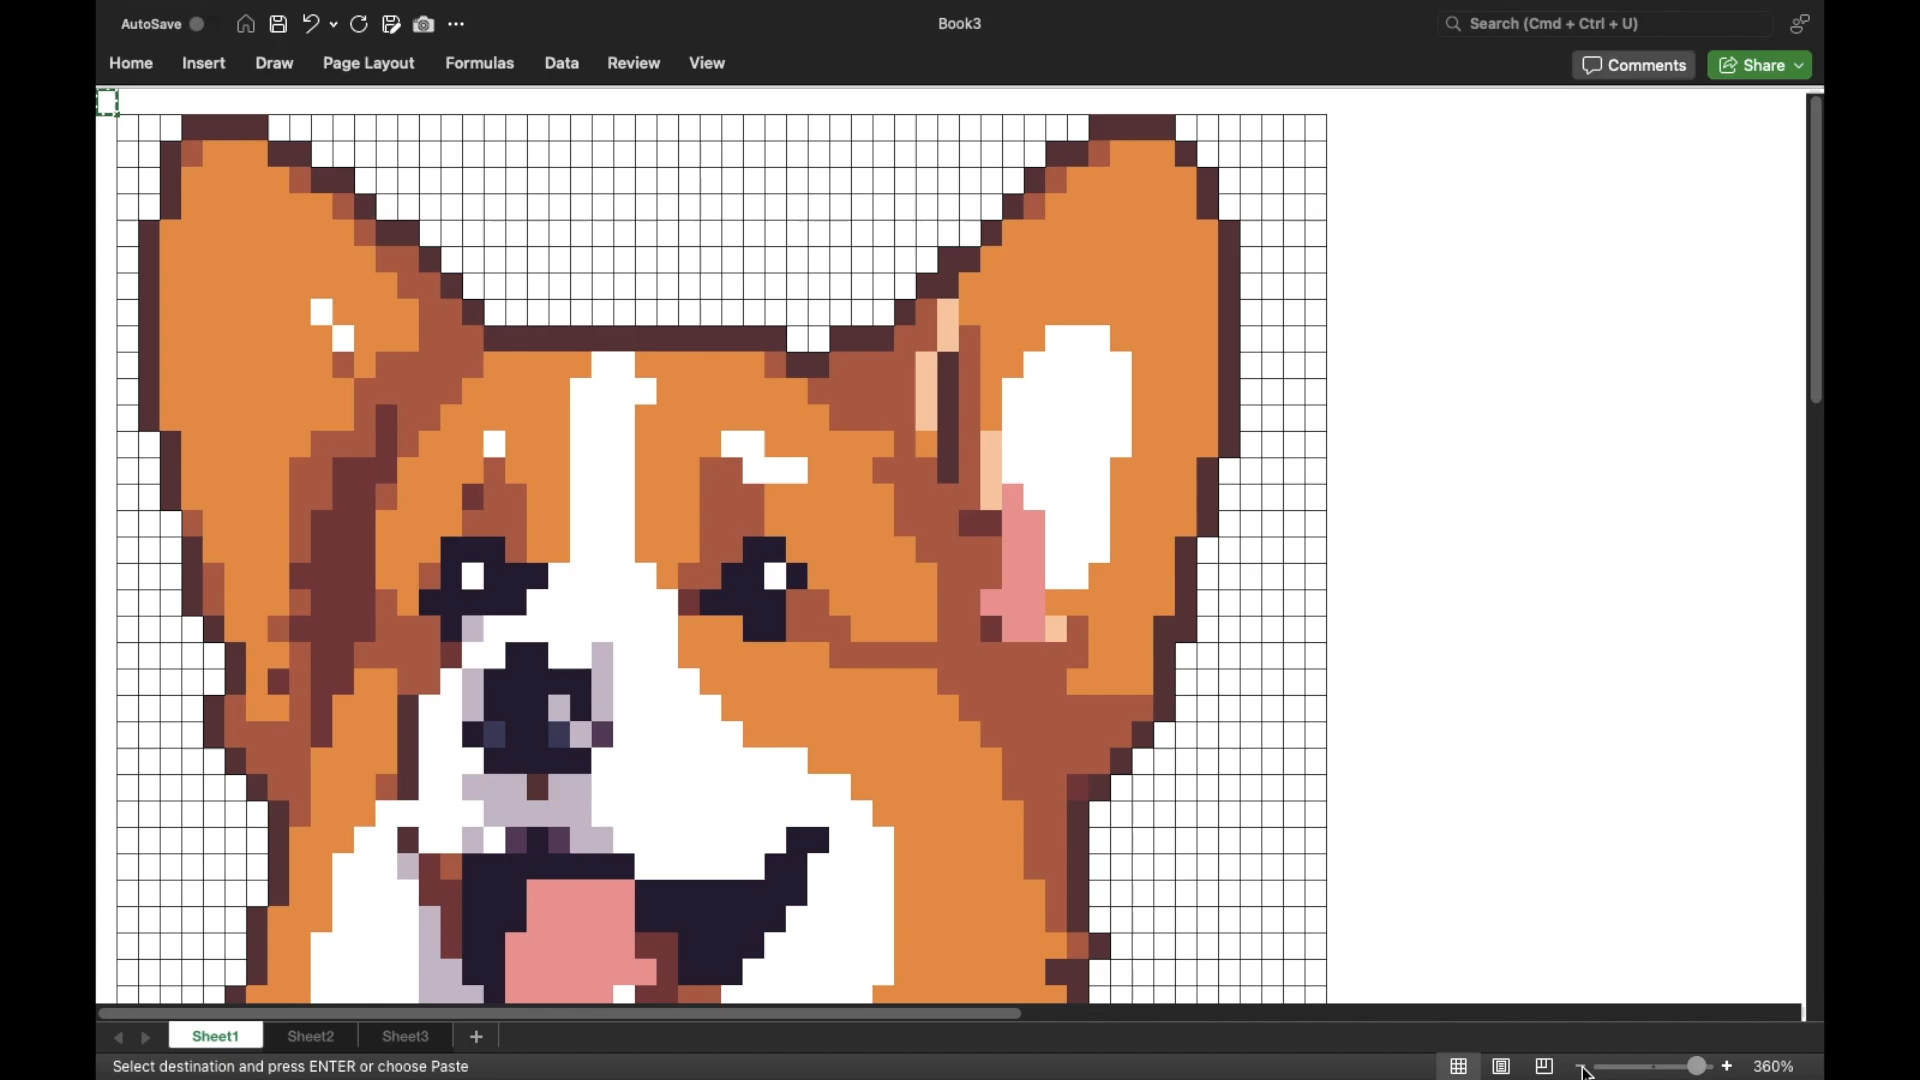 AutoSave
Book3
Search (Cmd + Ctrl + U)
Home
Insert
Draw
Page Layout
Formulas
Data
Review
View
Comments
Share
Sheet1
Sheet2
Sheet3
Select destination and press ENTER or choose Paste
360%